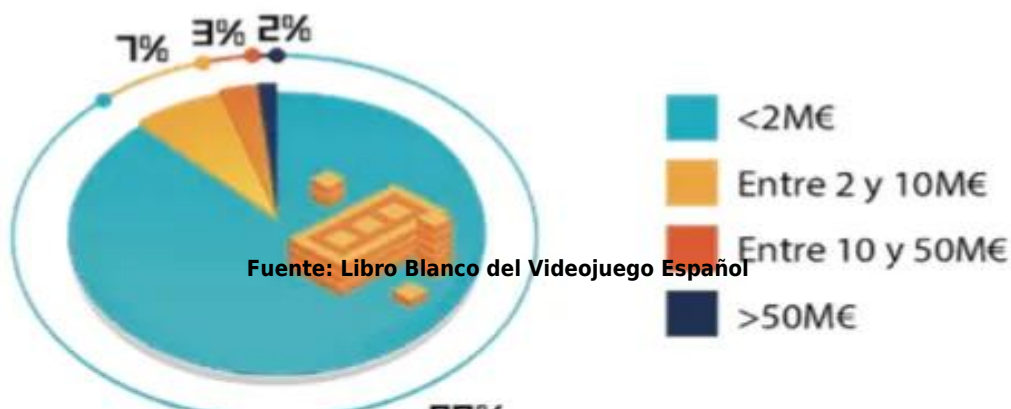 7% 3% 2%
<2M€
Entre 2 y 10M€
Entre 10 y 50M€
Fuente: Libro Blanco del Videojuego Español
>50M€